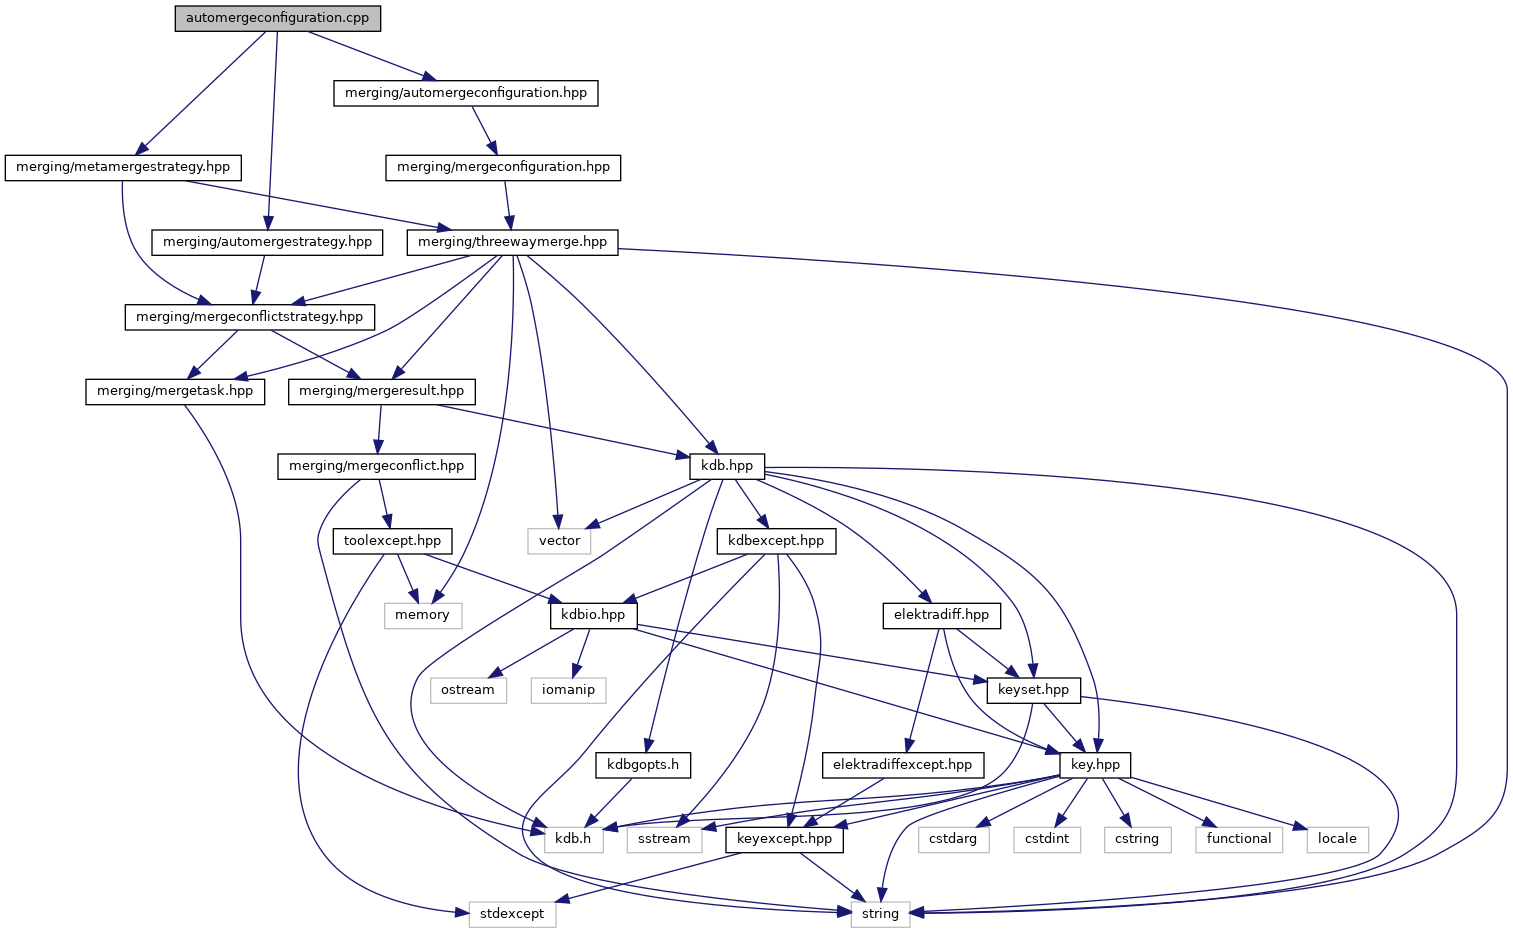 automergeconfiguration.cpp
merging/automergeconfiguration.hpp
merging/metamergestrategy.hpp
merging/mergeconfiguration.hpp
merging/automergestrategy.hpp
merging/threewaymerge.hpp
merging/mergeconflictstrategy.hpp
merging/mergetask.hpp
merging/mergeresult.hpp
merging/mergeconflict.hpp
kdb.hpp
toolexcept.hpp
vector
kdbexcept.hpp
memory
kdbio.hpp
elektradiff.hpp
ostream
iomanip
keyset.hpp
kdbgopts.h
elektradiffexcept.hpp
key.hpp
kdb.h
sstream
keyexcept.hpp
cstdarg
cstdint
cstring
functional
locale
stdexcept
string